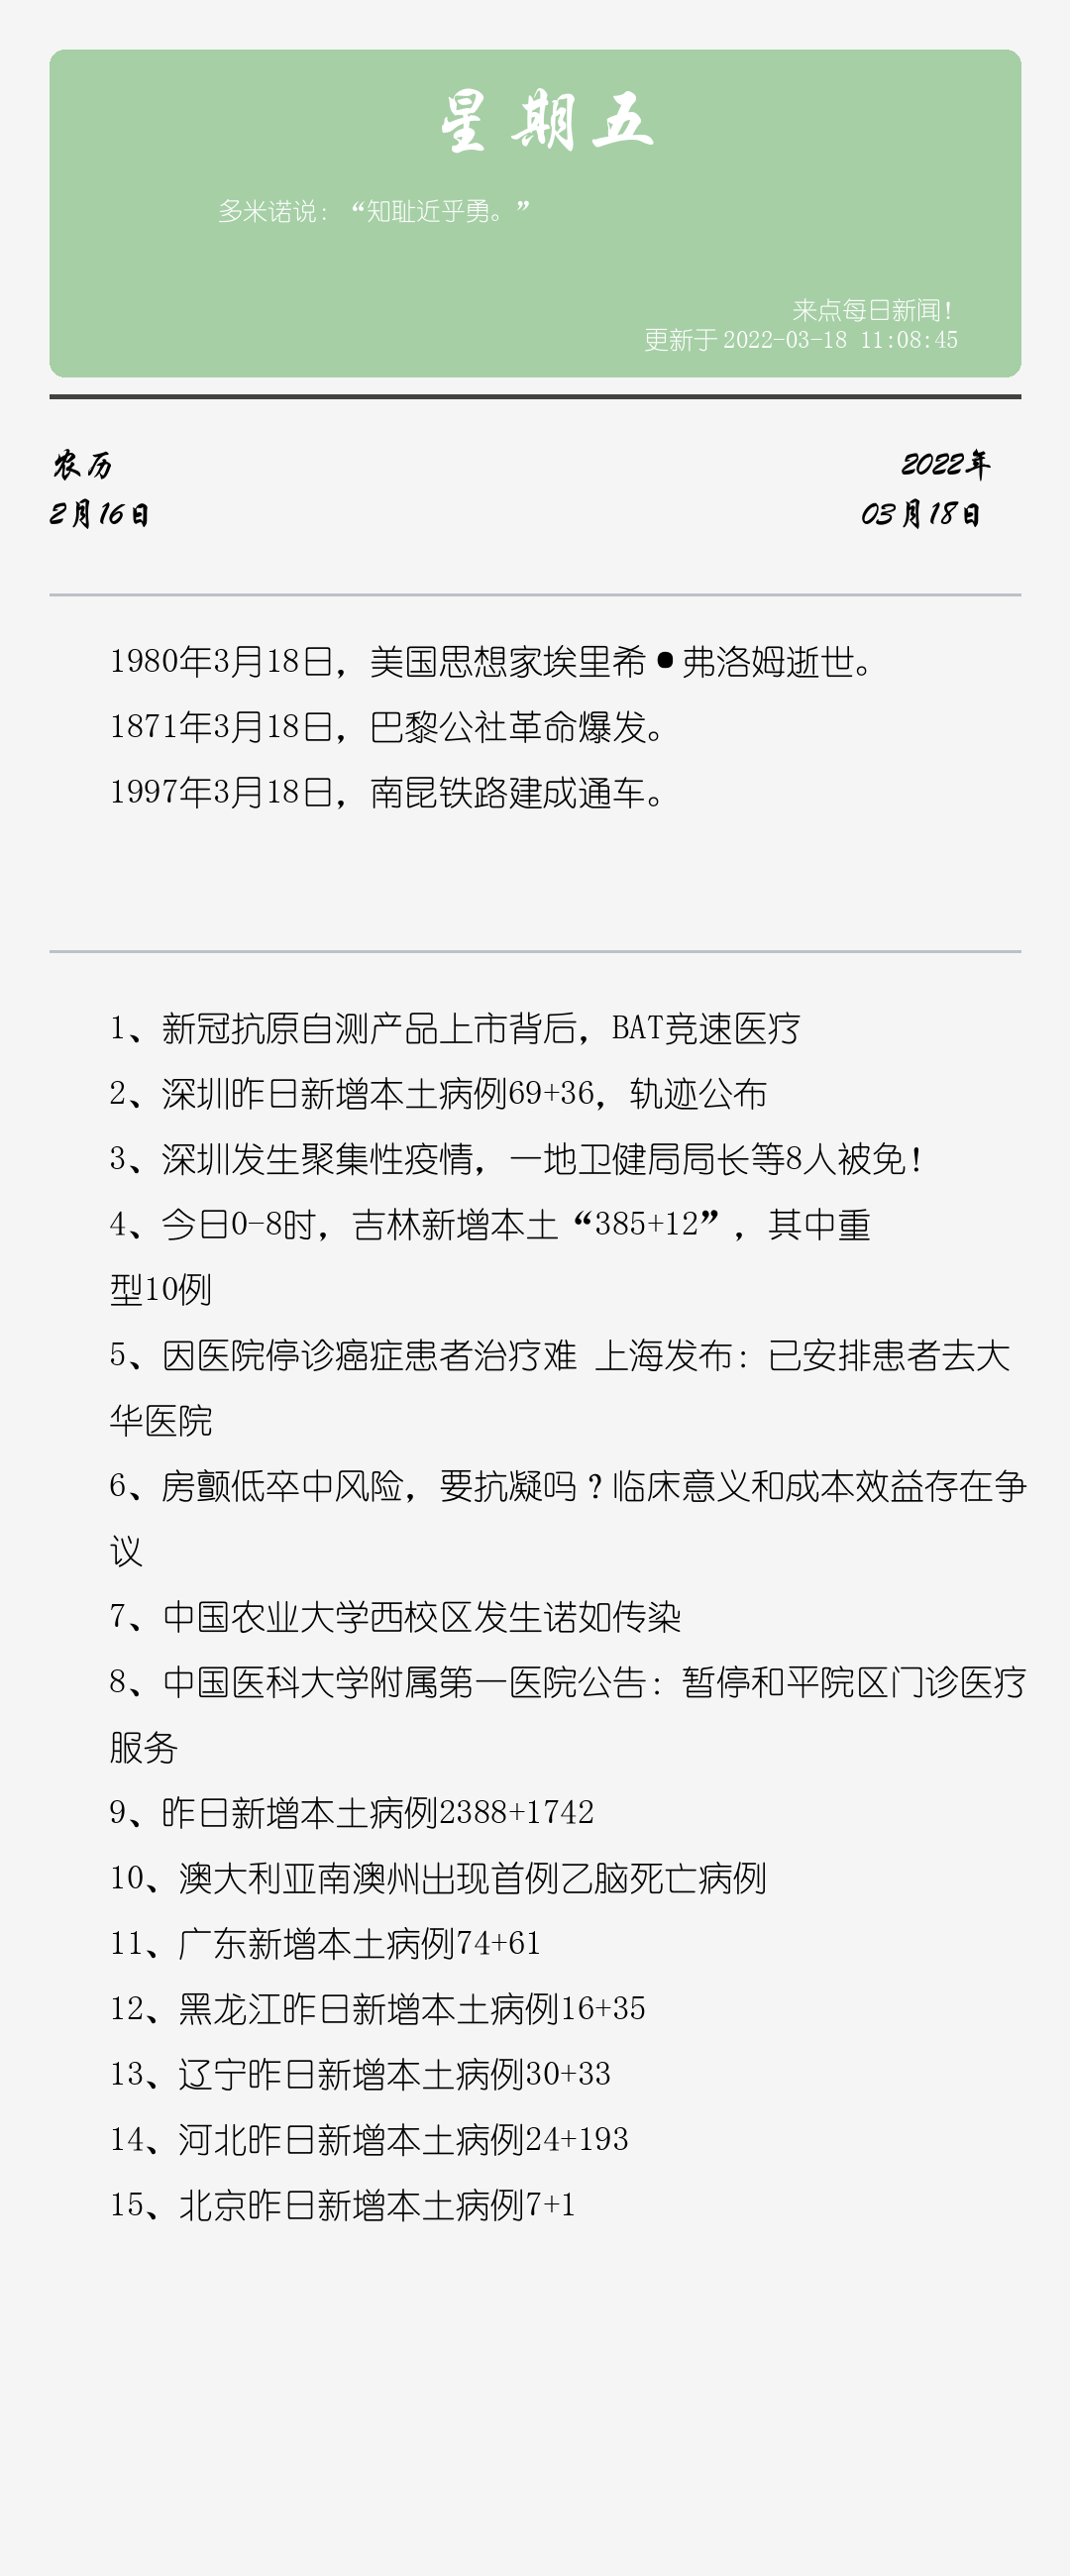 星期五
多米诺说：“知耻近乎勇。”
来点每日新闻！
更新于2022-03-18 11:08:45
农历
2月16日
2022年
03月18日
1980年3月18日，美国思想家埃里希•弗洛姆逝世。
1871年3月18日，巴黎公社革命爆发。
1997年3月18日，南昆铁路建成通车。
1、新冠抗原自测产品上市背后，BAT竞速医疗
2、深圳昨日新增本土病例69+36，轨迹公布
3、深圳发生聚集性疫情，一地卫健局局长等8人被免！
4、今日0-8时，吉林新增本土“385+12”，其中重
型10例
5、因医院停诊癌症患者治疗难 上海发布：已安排患者去大
华医院
6、房颤低卒中风险，要抗凝吗？临床意义和成本效益存在争
议
7、中国农业大学西校区发生诺如传染
8、中国医科大学附属第一医院公告：暂停和平院区门诊医疗
服务
9、昨日新增本土病例2388+1742
10、澳大利亚南澳州出现首例乙脑死亡病例
11、广东新增本土病例74+61
12、黑龙江昨日新增本土病例16+35
13、辽宁昨日新增本土病例30+33
14、河北昨日新增本土病例24+193
15、北京昨日新增本土病例7+1